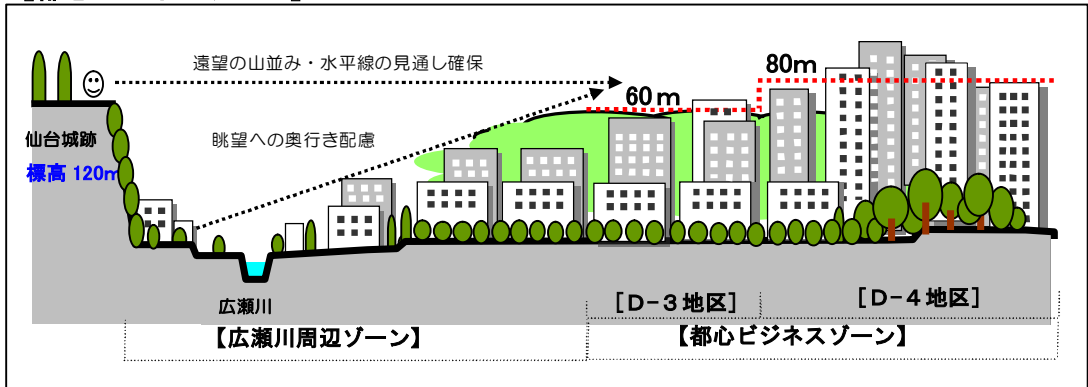 遠望の山並み・水平線の見通し確保
80m
60m
仙台城跡
標高 120m
眺望への奥行き配慮
広瀬川
[D-3地区]
[D-4地区]
【広瀬川周辺ゾーン】
【都心ビジネスゾーン】